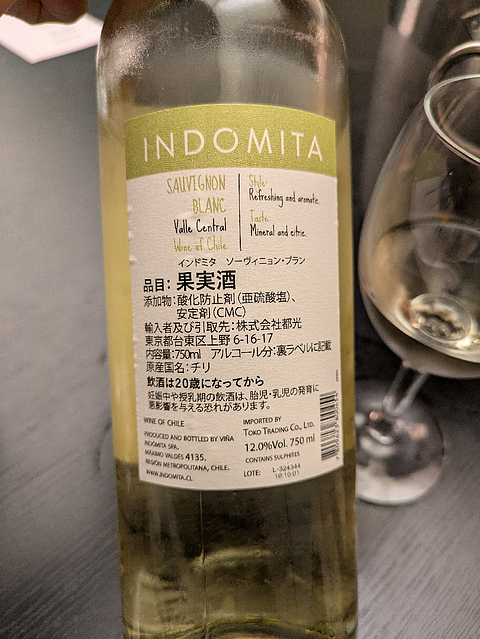 INDOMITA
SAUVIGNON
BLANC
Valle Central
Wine of Chile
Style:
Refreshing and aromatic.
Taste:
Mineral and citric.
インドミタ ソーヴィニョン・ブラン
品目：果実酒
添加物：酸化防止剤（亜硫酸塩）、
安定剤（CMC）
輸入者及び引取先：株式会社都光
東京都台東区上野 6-16-17
内容量：750ml アルコール分：裏ラベルに記載
原産国名：チリ
飲酒は20歳になってから
妊娠中や授乳期の飲酒は、胎児・乳児の発育に
悪影響を与える恐れがあります。
WINE OF CHILE
PRODUCED AND BOTTLED BY VIÑA
INDOMITA SPA.
MÁXIMO VALDÉS 4135.
REGIÓN METROPOLITANA, CHILE.
WWW.INDOMITA.CL
IMPORTED BY
TOKO TRADING CO., LTD.
12.0%Vol. 750 ml
CONTAINS SULPHITES
LOTE: